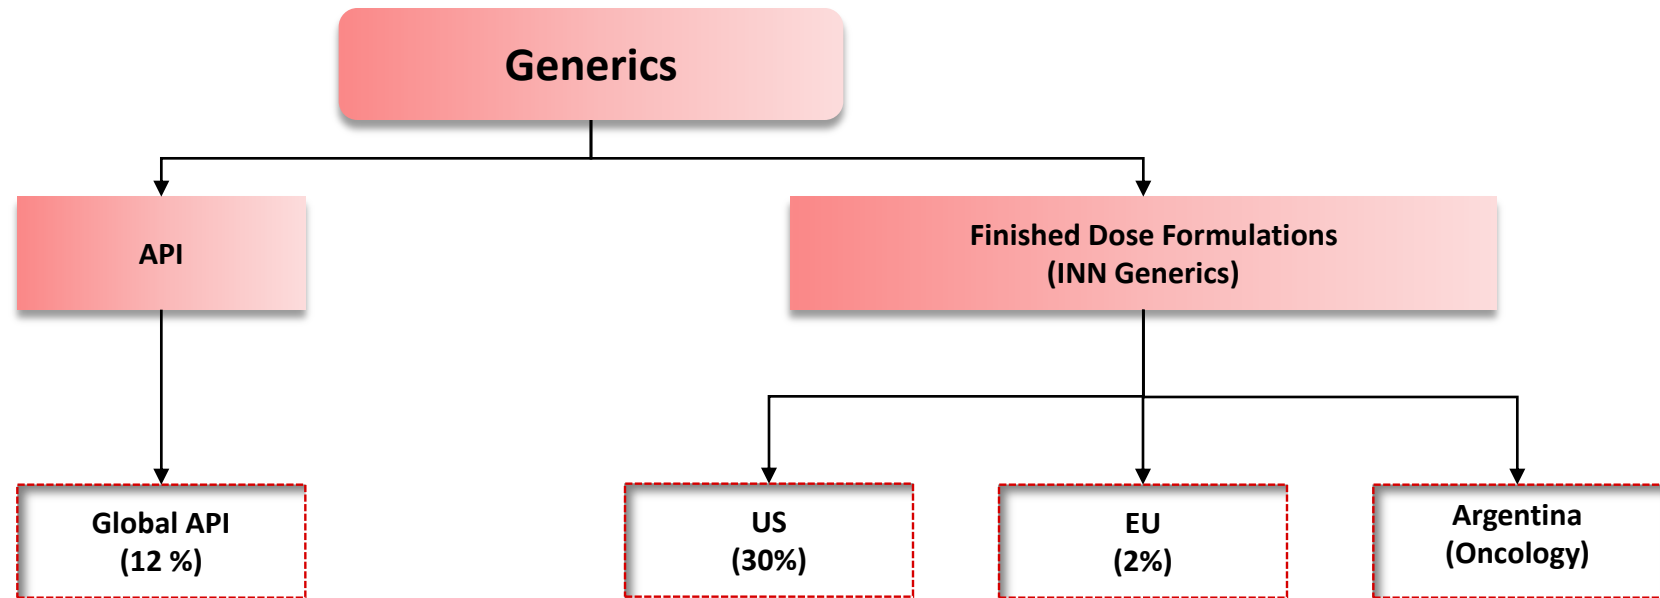 Generics
API
Finished Dose Formulations
(INN Generics)
Global API
(12 %)
US
(30%)
EU
(2%)
Argentina
(Oncology)